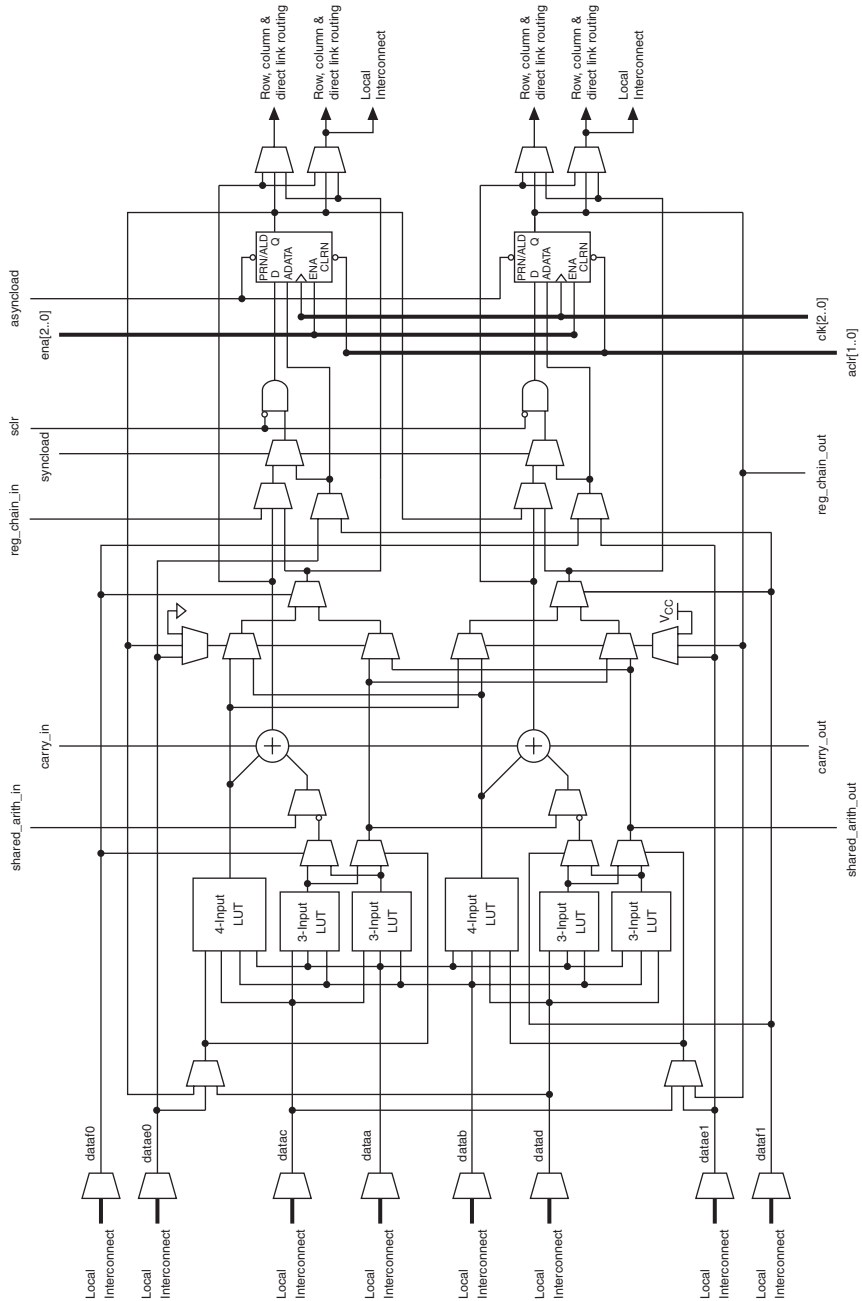 Row, column &
direct link routing
Row, column &
direct link routing
Local
Interconnect
Row, column &
direct link routing
Row, column &
direct link routing
Local
Interconnect
PRN/ALD
D
Q
ADATA
ENA
CLRN
PRN/ALD
D
Q
ADATA
ENA
CLRN
asyncload
ena[2..0]
sclr
syncload
reg_chain_in
carry_in
shared_arith_in
clk[2..0]
aclr[1..0]
reg_chain_out
carry_out
shared_arith_out
VCC
+
+
4-Input
LUT
3-Input
LUT
3-Input
LUT
4-Input
LUT
3-Input
LUT
3-Input
LUT
dataf0
datae0
datac
dataa
datab
datad
datae1
dataf1
Local
Interconnect
Local
Interconnect
Local
Interconnect
Local
Interconnect
Local
Interconnect
Local
Interconnect
Local
Interconnect
Local
Interconnect